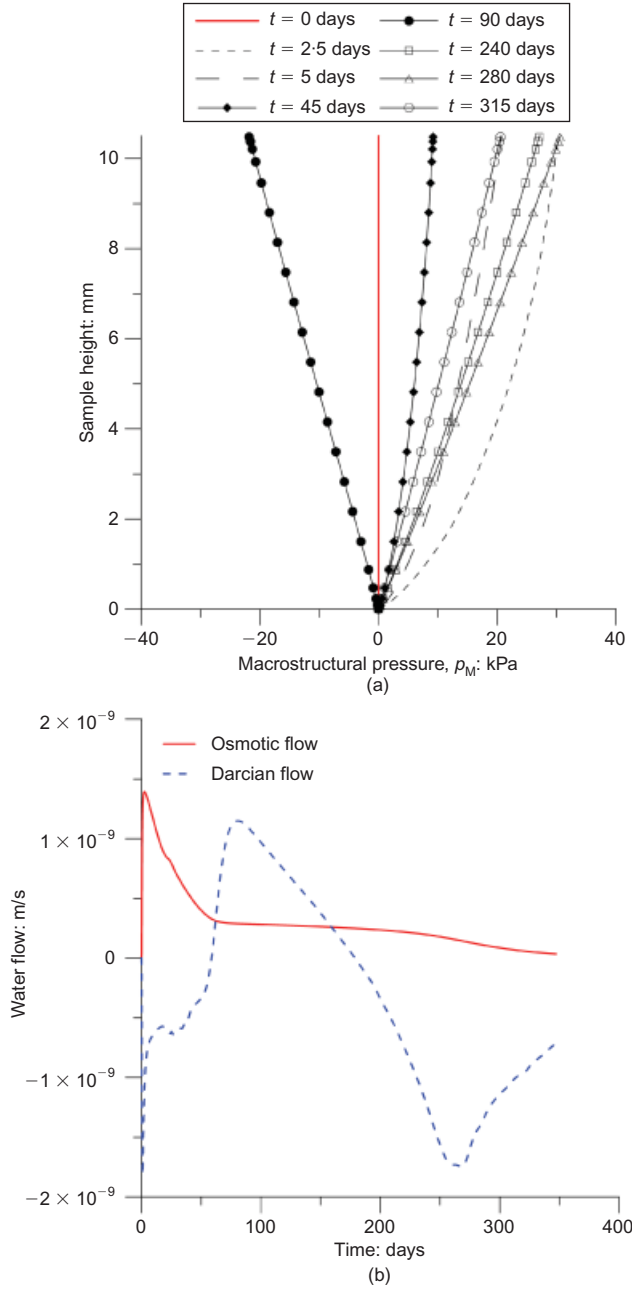 t = 0 days
t = 90 days
t = 2·5 days
t = 240 days
t = 5 days
t = 280 days
t = 45 days
t = 315 days
10
8
6
4
2
0
Sample height: mm
−40
−20
0
20
40
Macrostructural pressure, pM: kPa
(a)
2 × 10−9
1 × 10−9
0
−1 × 10−9
−2 × 10−9
Osmotic flow
Darcian flow
Water flow: m/s
0
100
200
300
400
Time: days
(b)